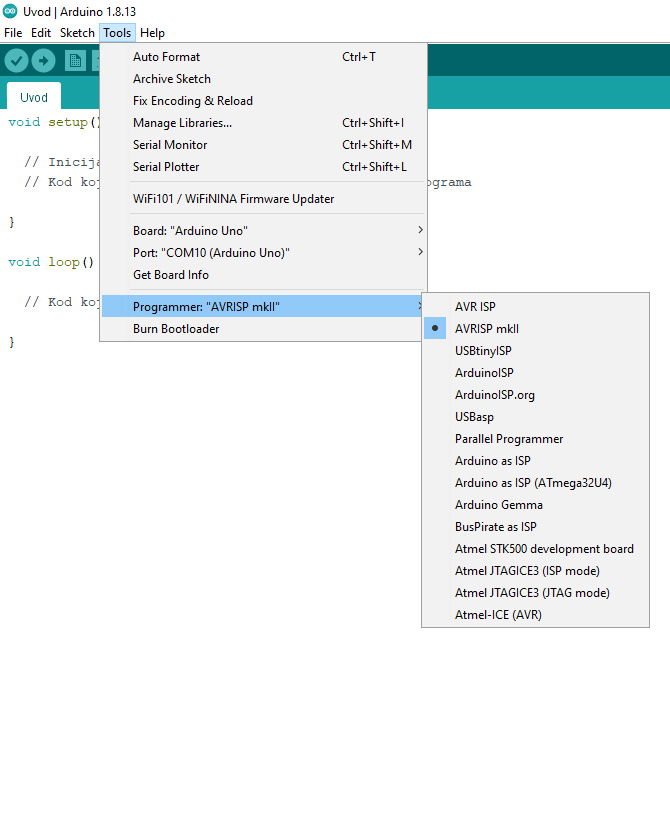 Uvod | Arduino 1.8.13
File Edit Sketch Tools Help
Auto Format Ctrl+T
Archive Sketch
Fix Encoding & Reload
Manage Libraries... Ctrl+Shift+I
Serial Monitor Ctrl+Shift+M
Serial Plotter Ctrl+Shift+L
WiFi101 / WiFiNINA Firmware Updater
Board: "Arduino Uno"
Port: "COM10 (Arduino Uno)"
Get Board Info
Programmer: "AVRISP mkII"
Burn Bootloader
AVR ISP
AVRISP mkII
USBtinyISP
ArduinoISP
ArduinoISP.org
USBasp
Parallel Programmer
Arduino as ISP
Arduino as ISP (ATmega32U4)
Arduino Gemma
BusPirate as ISP
Atmel STK500 development board
Atmel JTAGICE3 (ISP mode)
Atmel JTAGICE3 (JTAG mode)
Atmel-ICE (AVR)
Uvod
void setup()
// Inicija
// Kod koj ograma
}
void loop()
// Kod koj
}